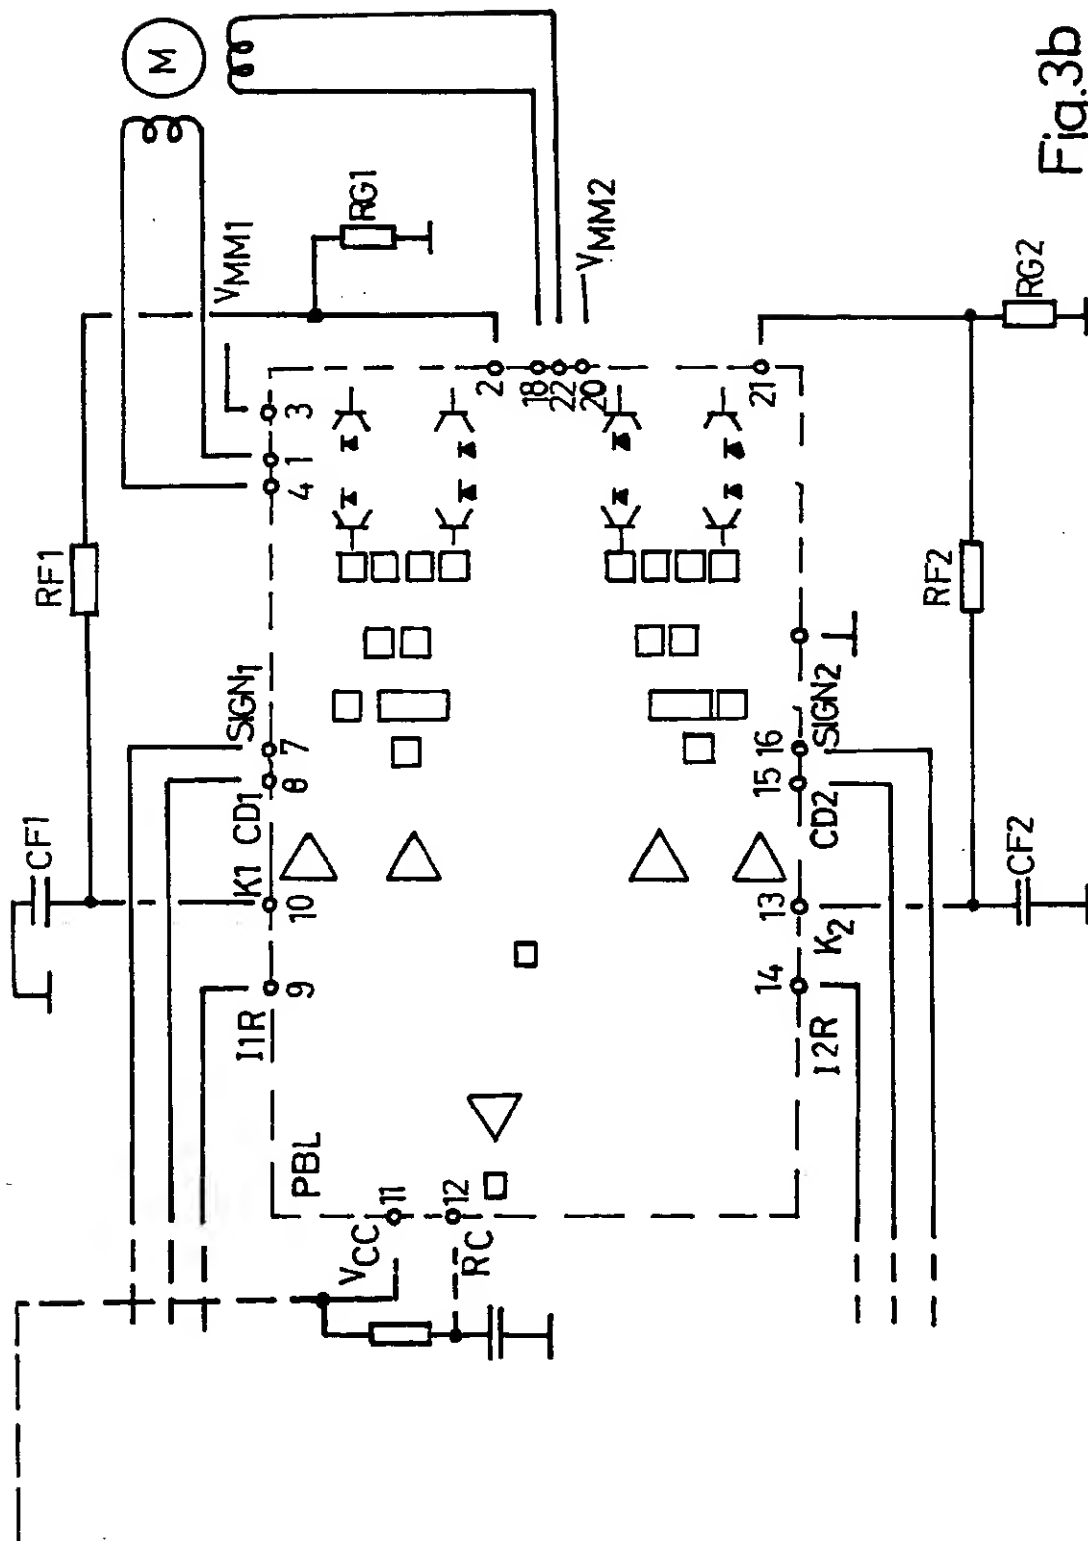 M
CF1
RF1
RG1
VMM1
I1R
K1
CD1
SIGN1
9
10
8
7
4
1
3
PBL
VCC
11
RC
12
2
18
22
20
VMM2
21
14
13
15
16
I2R
K2
CD2
SIGN2
CF2
RF2
RG2
Fig.3b